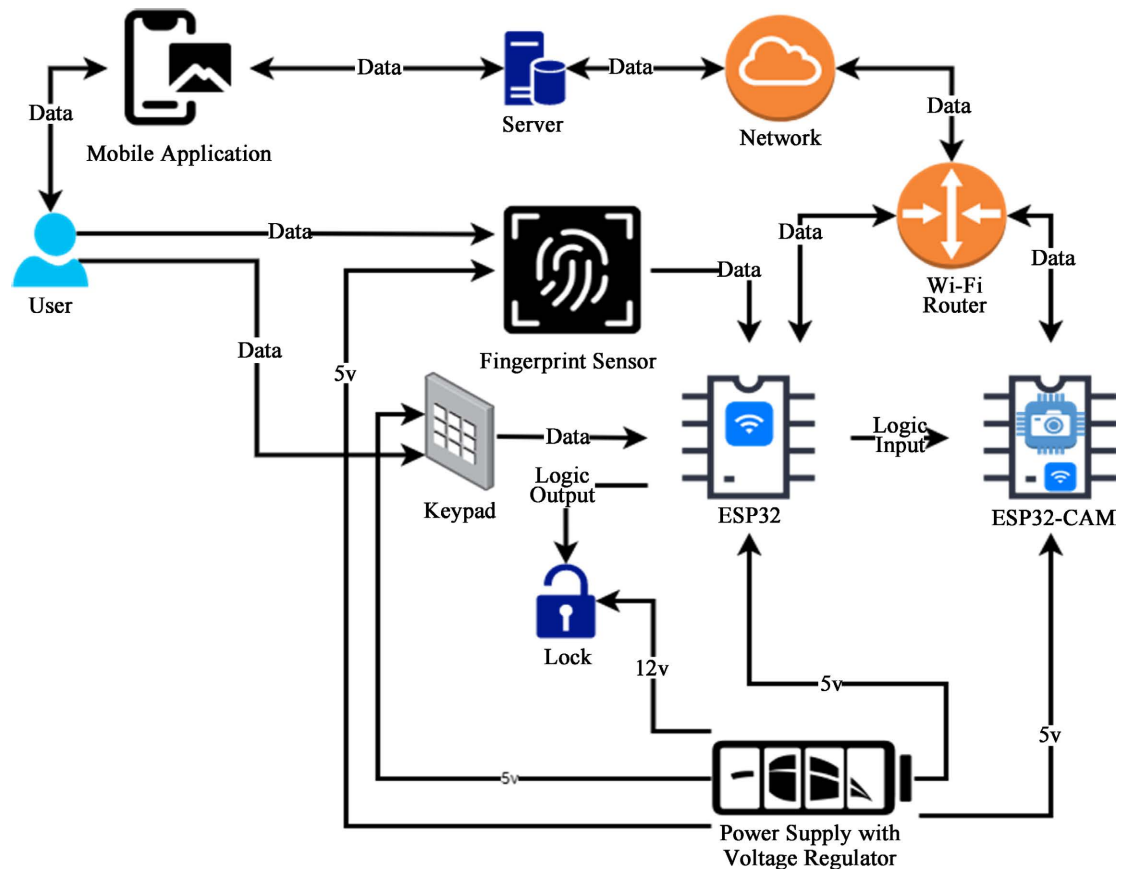 Data
Data
Data
Data
Mobile Application
Server
Network
Data
User
Data
Data
Data
Data
Wi-Fi
Router
Data
5v
Fingerprint Sensor
Keypad
Data
Logic
Output
ESP32
Logic
Input
ESP32-CAM
Lock
12v
5v
5v
5v
Power Supply with
Voltage Regulator